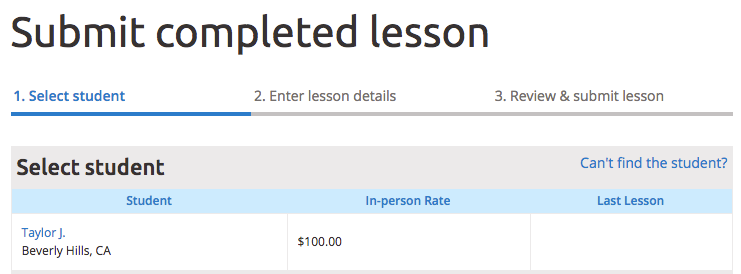 Submit completed lesson
1. Select student 2. Enter lesson details 3. Review & submit lesson
Select student Can't find the student?
Student In-person Rate Last Lesson
Taylor J.
Beverly Hills, CA
$100.00